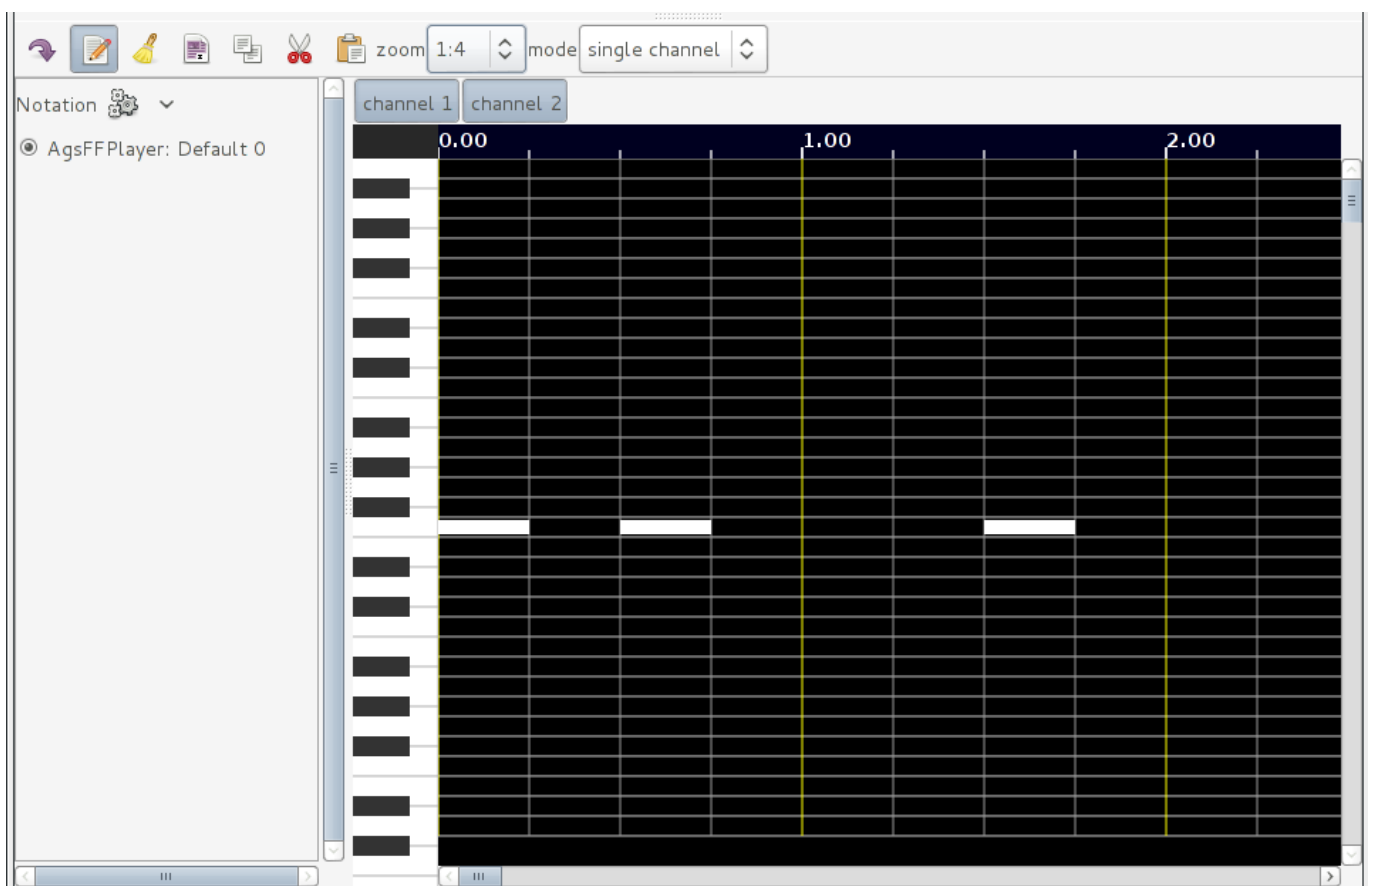 zoom 1:4 mode single channel
Notation
channel 1 channel 2
AgsFFPlayer: Default 0
0.00 1.00 2.00